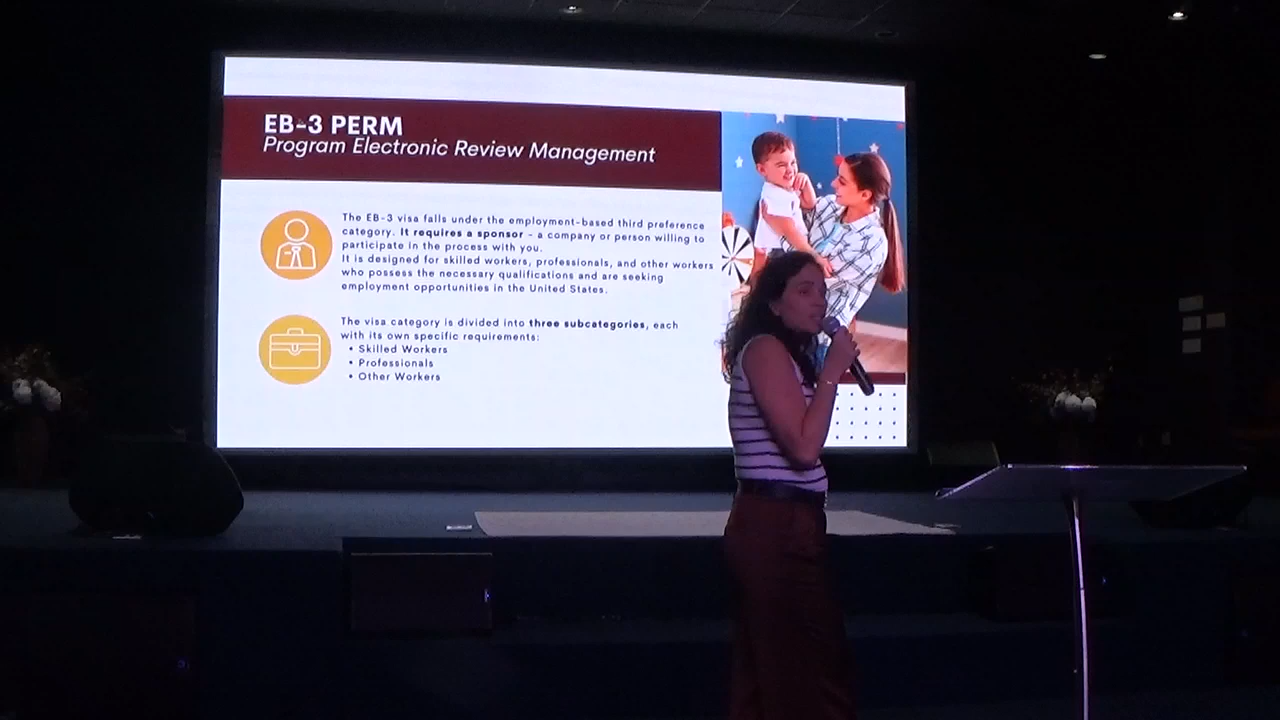 EB-3 PERM
Program Electronic Review Management
The EB-3 visa falls under the employment-based third preference
category. It requires a sponsor - a company or person willing to
participate in the process with you.
It is designed for skilled workers, professionals, and other workers
who possess the necessary qualifications and are seeking
employment opportunities in the United States.
The visa category is divided into three subcategories, each
with its own specific requirements:
• Skilled Workers
• Professionals
• Other Workers